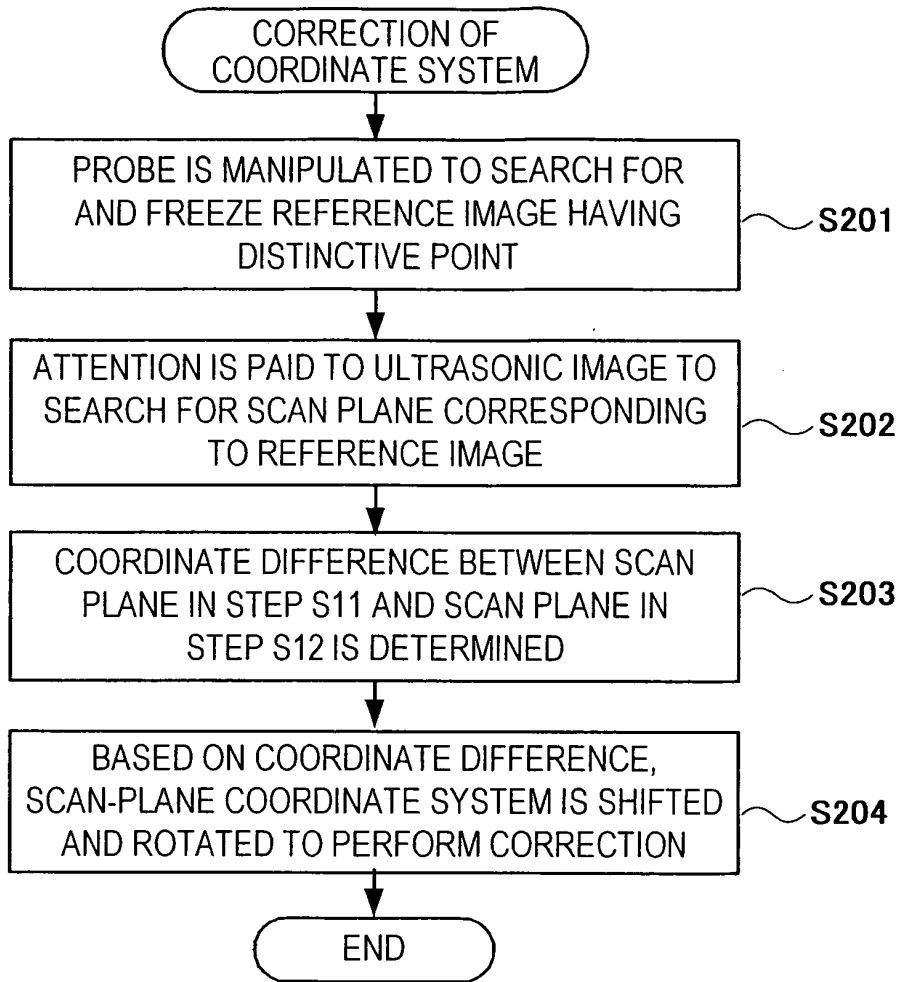 CORRECTION OF
COORDINATE SYSTEM
PROBE IS MANIPULATED TO SEARCH FOR
AND FREEZE REFERENCE IMAGE HAVING
DISTINCTIVE POINT
S201
ATTENTION IS PAID TO ULTRASONIC IMAGE TO
SEARCH FOR SCAN PLANE CORRESPONDING
TO REFERENCE IMAGE
S202
COORDINATE DIFFERENCE BETWEEN SCAN
PLANE IN STEP S11 AND SCAN PLANE IN
STEP S12 IS DETERMINED
S203
BASED ON COORDINATE DIFFERENCE,
SCAN-PLANE COORDINATE SYSTEM IS SHIFTED
AND ROTATED TO PERFORM CORRECTION
S204
END